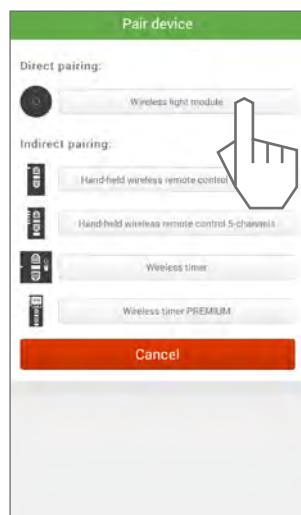 Pair device
Direct pairing:
Wireless light module
Indirect pairing:
Hand-held wireless remote control
Hand-held wireless remote control 5-channels
Wireless timer
Wireless timer PREMIUM
Cancel